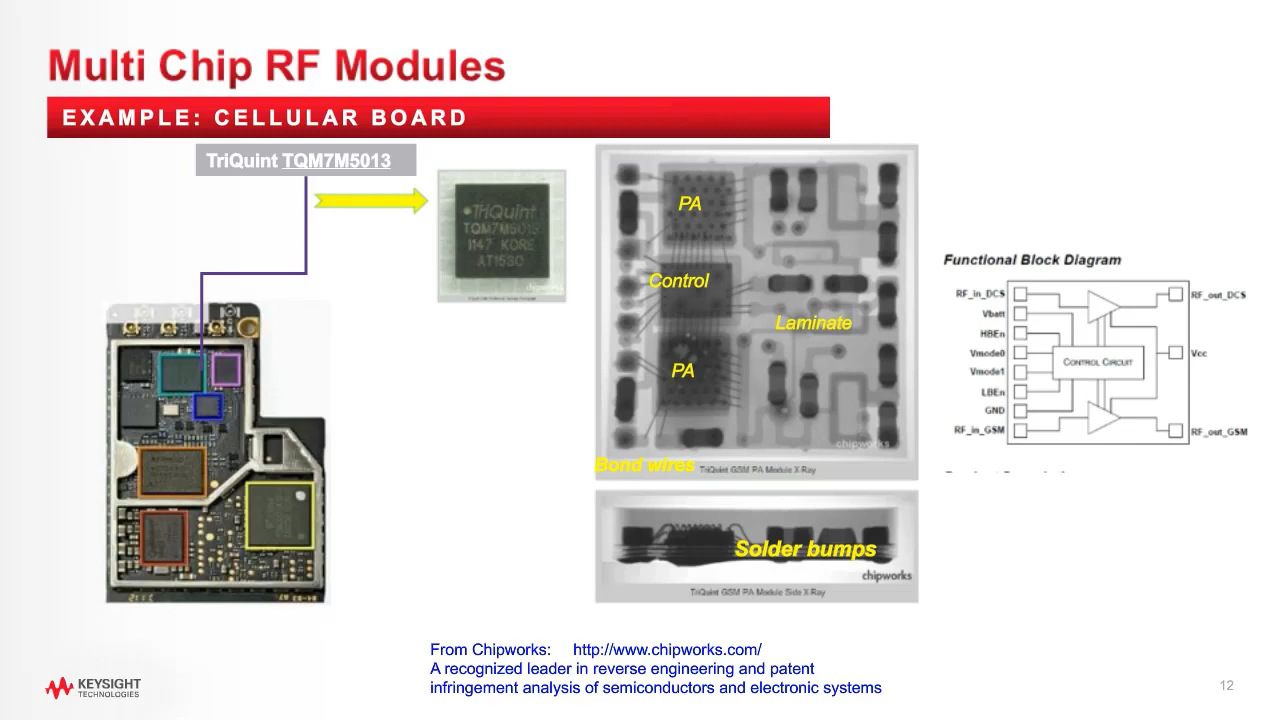 Multi Chip RF Modules
EXAMPLE: CELLULAR BOARD
TriQuint TQM7M5013
TriQuint
TQM7M5013
1147 KORE
AT1530
chipworks
PA
Control
Laminate
PA
chipworks
Bond wires
TriQuint GSM PA Module X-Ray
Solder bumps
chipworks
TriQuint GSM PA Module Side X-Ray
Functional Block Diagram
RF_in_DCS
Vbatt
HBEn
Vmode0
Vmode1
LBEn
GND
RF_in_GSM
CONTROL CIRCUIT
RF_out_DCS
Vcc
RF_out_GSM
From Chipworks: http://www.chipworks.com/
A recognized leader in reverse engineering and patent
infringement analysis of semiconductors and electronic systems
KEYSIGHT
TECHNOLOGIES
12